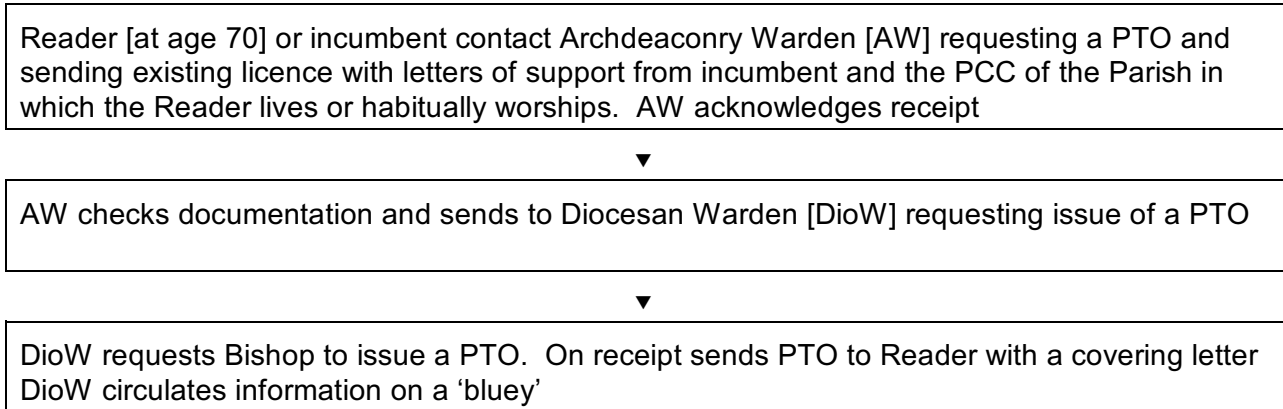 Reader [at age 70] or incumbent contact Archdeaconry Warden [AW] requesting a PTO and
sending existing licence with letters of support from incumbent and the PCC of the Parish in
which the Reader lives or habitually worships.  AW acknowledges receipt
▼
AW checks documentation and sends to Diocesan Warden [DioW] requesting issue of a PTO
▼
DioW requests Bishop to issue a PTO.  On receipt sends PTO to Reader with a covering letter
DioW circulates information on a ‘bluey’